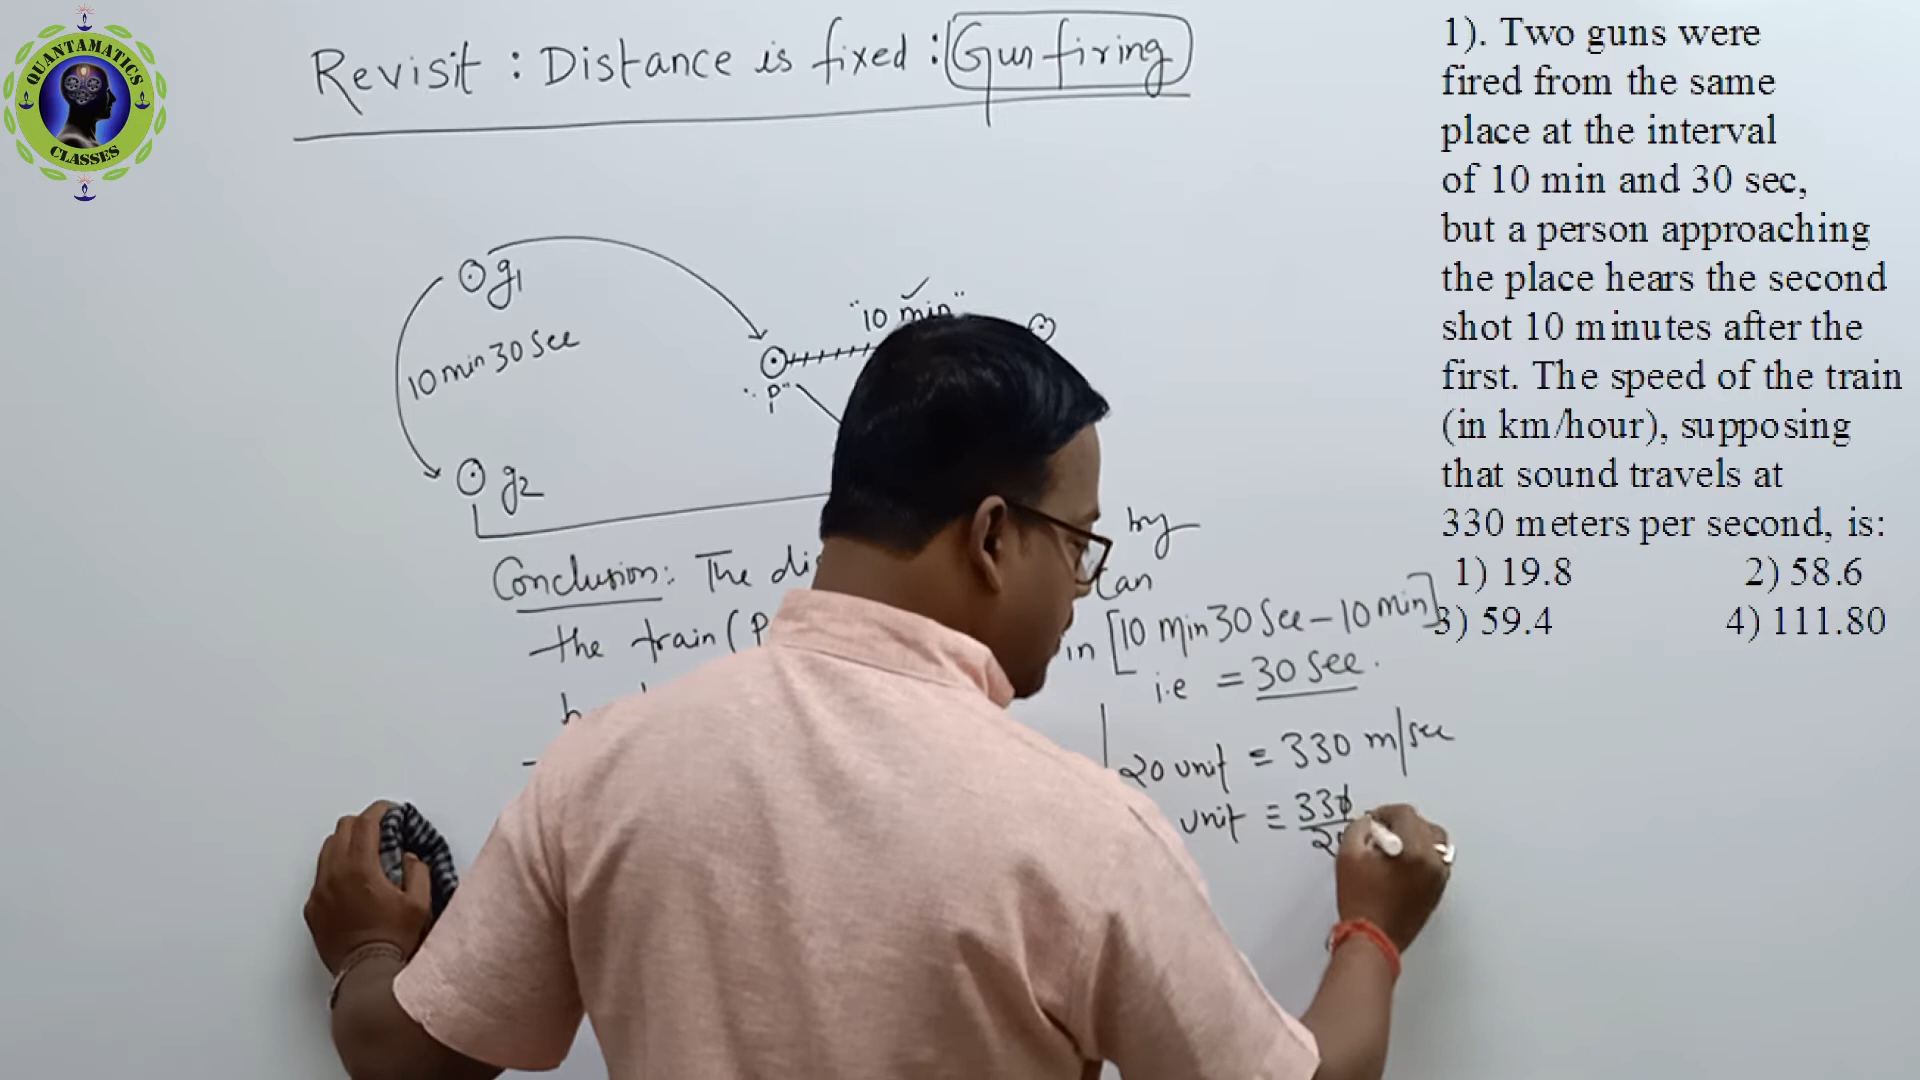 QUANTAMATICS
CLASSES
Revisit : Distance is fixed : Gun firing
g1
10 min 30 Sec
"10 min"
"P"
g2
Conclusion: The by
can
the train (P in [10 min 30 Sec - 10 min]
i.e = 30 Sec.
20 unit = 330 m/sec
unit = 330
1). Two guns were
fired from the same
place at the interval
of 10 min and 30 sec,
but a person approaching
the place hears the second
shot 10 minutes after the
first. The speed of the train
(in km/hour), supposing
that sound travels at
330 meters per second, is:
1) 19.8 2) 58.6
3) 59.4 4) 111.80